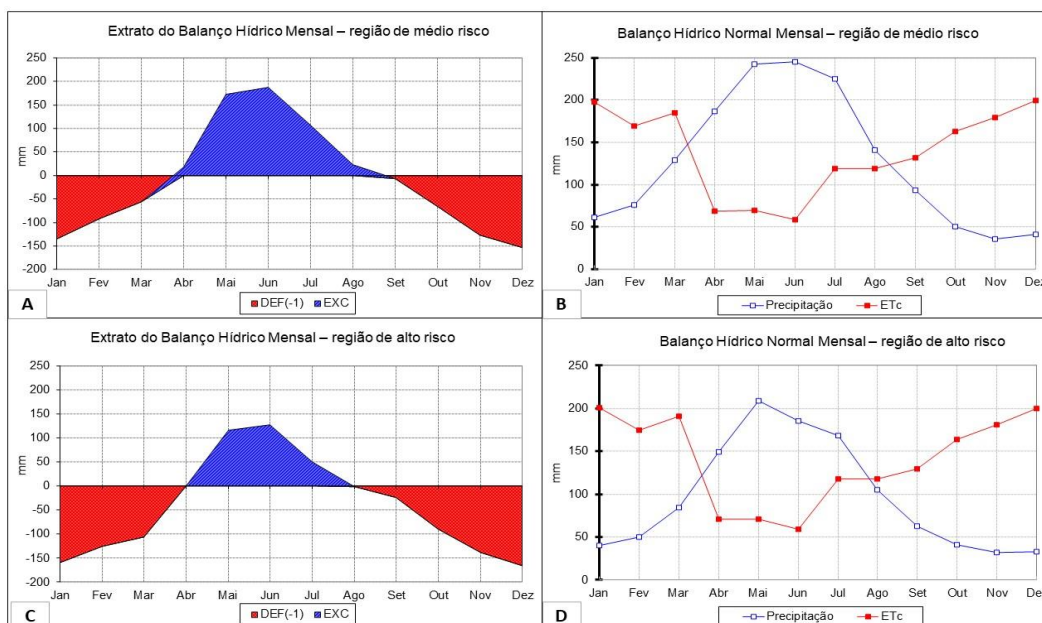 Extrato do Balanço Hídrico Mensal – região de médio risco
250
200
150
100
50
0
-50
-100
-150
-200
mm
Jan Fev Mar Abr Mai Jun Jul Ago Set Out Nov Dez
DEF(-1) EXC
A
Balanço Hídrico Normal Mensal – região de médio risco
250
200
150
100
50
0
mm
Jan Fev Mar Abr Mai Jun Jul Ago Set Out Nov Dez
Precipitação ETc
B
Extrato do Balanço Hídrico Mensal – região de alto risco
250
200
150
100
50
0
-50
-100
-150
-200
mm
Jan Fev Mar Abr Mai Jun Jul Ago Set Out Nov Dez
DEF(-1) EXC
C
Balanço Hídrico Normal Mensal – região de alto risco
250
200
150
100
50
0
mm
Jan Fev Mar Abr Mai Jun Jul Ago Set Out Nov Dez
Precipitação ETc
D